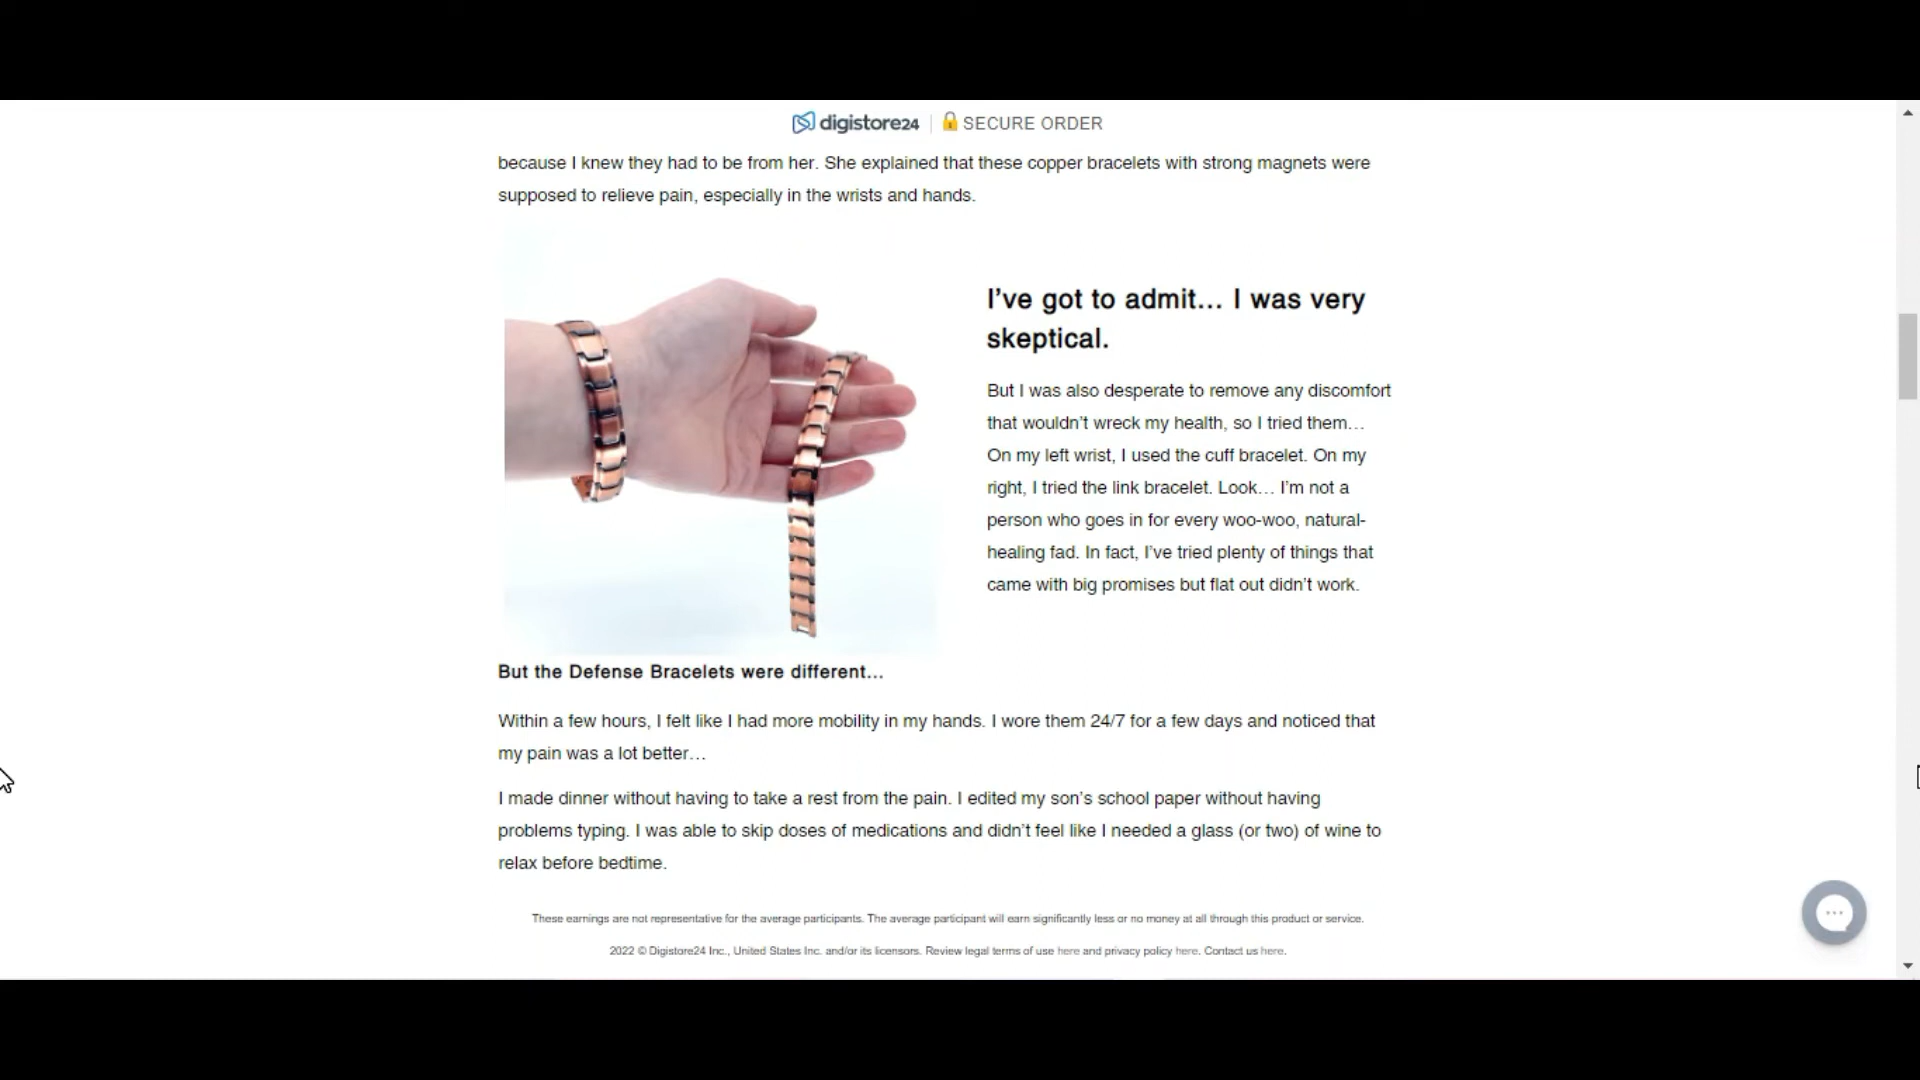 digistore24 | SECURE ORDER
because I knew they had to be from her. She explained that these copper bracelets with strong magnets were
supposed to relieve pain, especially in the wrists and hands.
I’ve got to admit… I was very
skeptical.
But I was also desperate to remove any discomfort
that wouldn’t wreck my health, so I tried them…
On my left wrist, I used the cuff bracelet. On my
right, I tried the link bracelet. Look… I’m not a
person who goes in for every woo-woo, natural-
healing fad. In fact, I’ve tried plenty of things that
came with big promises but flat out didn’t work.
But the Defense Bracelets were different…
Within a few hours, I felt like I had more mobility in my hands. I wore them 24/7 for a few days and noticed that
my pain was a lot better…
I made dinner without having to take a rest from the pain. I edited my son’s school paper without having
problems typing. I was able to skip doses of medications and didn’t feel like I needed a glass (or two) of wine to
relax before bedtime.
These earnings are not representative for the average participants. The average participant will earn significantly less or no money at all through this product or service.
2022 © Digistore24 Inc., United States Inc. and/or its licensors. Review legal terms of use here and privacy policy here. Contact us here.